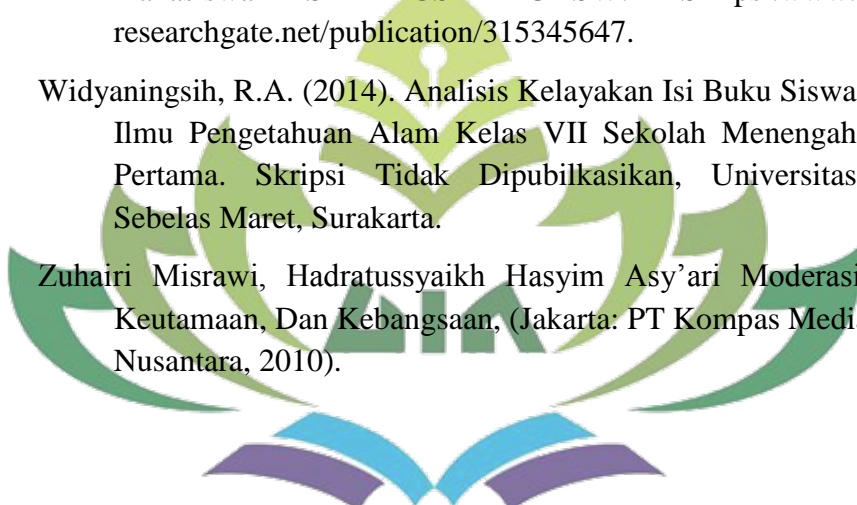 researchgate.net/publication/315345647.
Widyaningsih, R.A. (2014). Analisis Kelayakan Isi Buku Siswa
Ilmu Pengetahuan Alam Kelas VII Sekolah Menengah
Pertama. Skripsi Tidak Dipubilkasikan, Universitas
Sebelas Maret, Surakarta.
Zuhairi Misrawi, Hadratussyaikh Hasyim Asy’ari Moderasi
Keutamaan, Dan Kebangsaan, (Jakarta: PT Kompas Media
Nusantara, 2010).